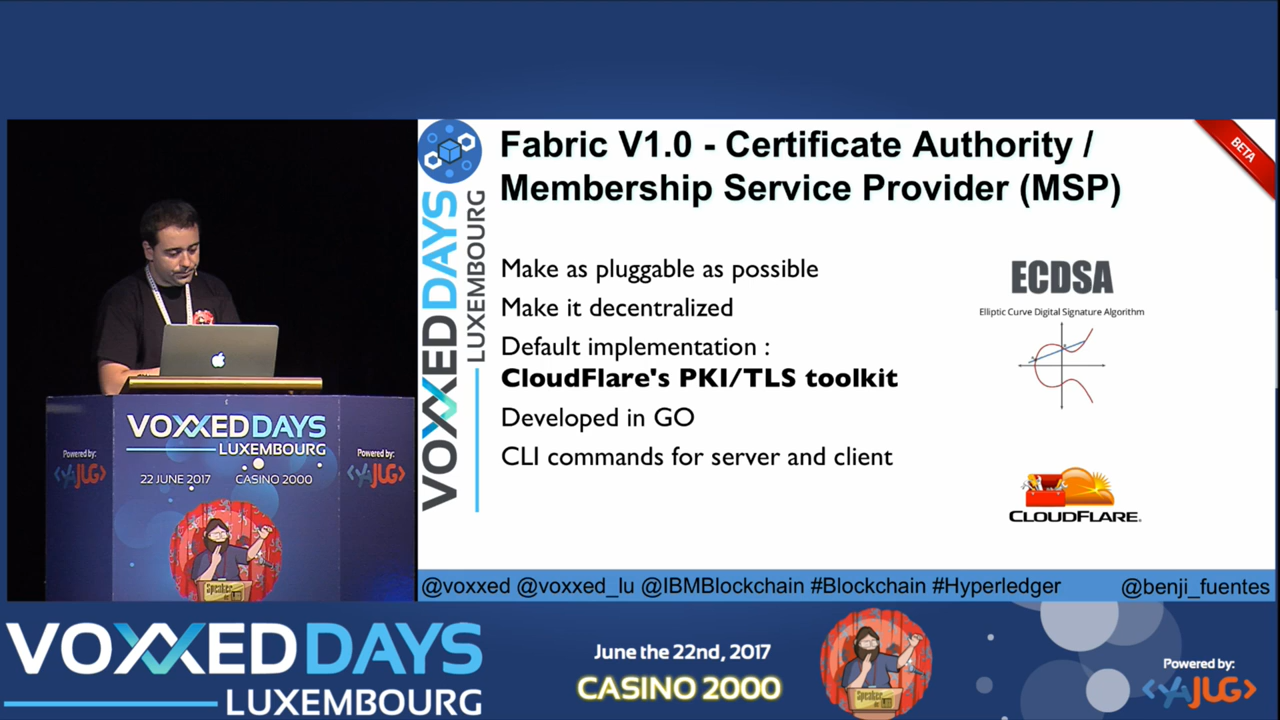 Fabric V1.0 - Certificate Authority /
Membership Service Provider (MSP)
BETA
VOXXED DAYS
LUXEMBOURG
Make as pluggable as possible
Make it decentralized
Default implementation :
CloudFlare's PKI/TLS toolkit
Developed in GO
CLI commands for server and client
ECDSA
Elliptic Curve Digital Signature Algorithm
CLOUDFLARE
@voxxed @voxxed_lu @IBMBlockchain #Blockchain #Hyperledger
@benji_fuentes
VOXXED DAYS
LUXEMBOURG
Powered by:
<YAJUG>
22 JUNE 2017
CASINO 2000
Powered by:
<YAJUG>
VOXXED DAYS
LUXEMBOURG
June the 22nd, 2017
CASINO 2000
Powered by:
<YAJUG>